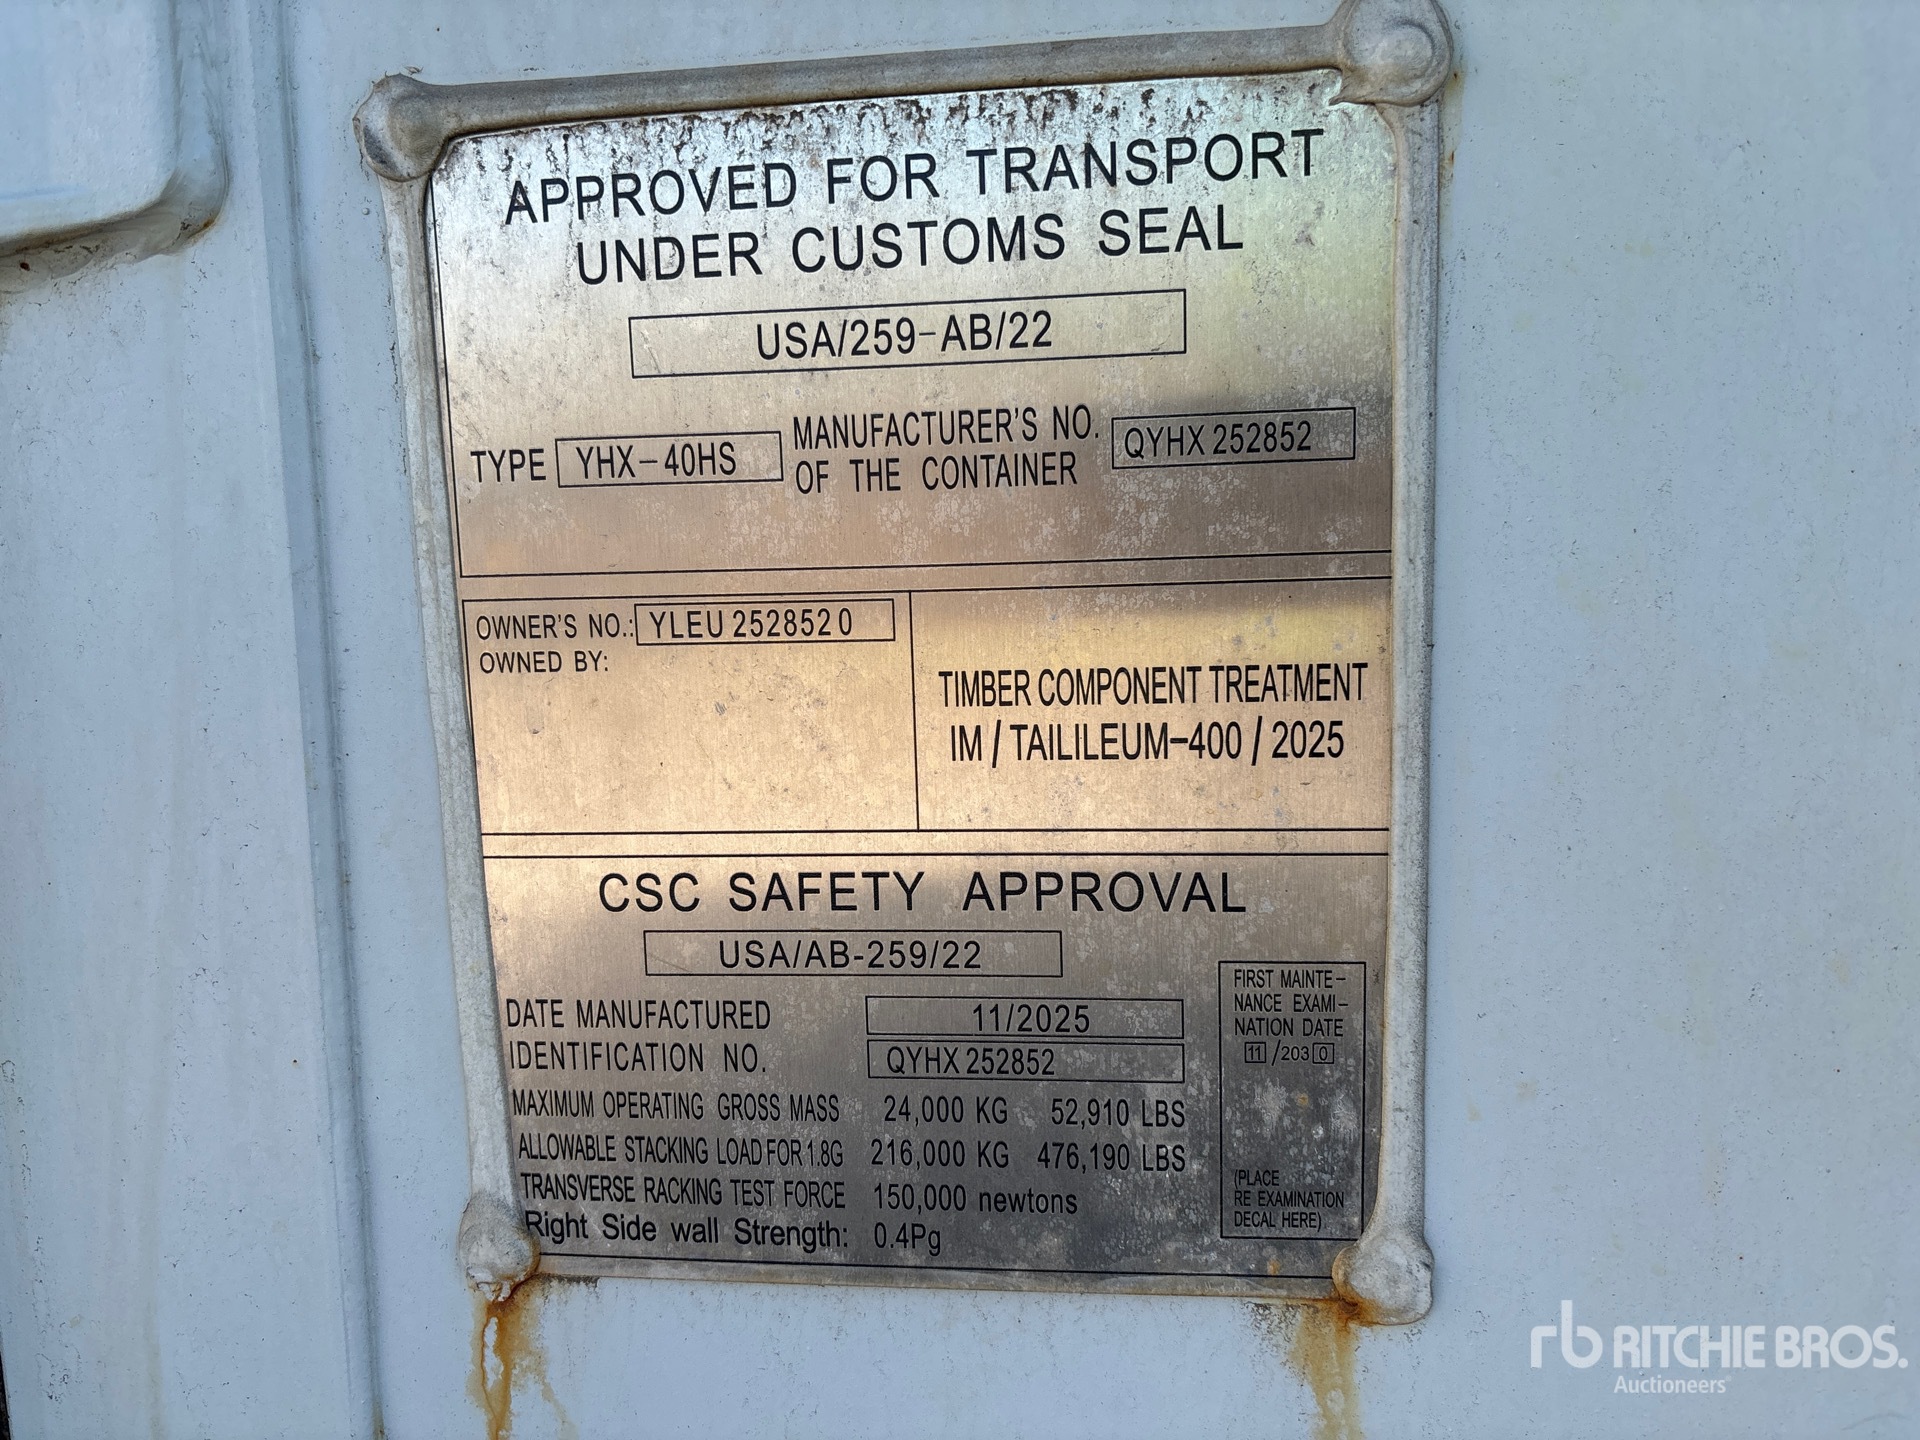 APPROVED FOR TRANSPORT
UNDER CUSTOMS SEAL
USA/259-AB/22
TYPE YHX-40HS MANUFACTURER'S NO. OF THE CONTAINER QYHX 252852
OWNER'S NO.: YLEU 252852 0
OWNED BY:
TIMBER COMPONENT TREATMENT
IM / TAILILEUM-400 / 2025
CSC SAFETY APPROVAL
USA/AB-259/22
DATE MANUFACTURED 11/2025
IDENTIFICATION NO. QYHX 252852
MAXIMUM OPERATING GROSS MASS 24,000 KG 52,910 LBS
ALLOWABLE STACKING LOAD FOR 1.8G 216,000 KG 476,190 LBS
TRANSVERSE RACKING TEST FORCE 150,000 newtons
Right Side wall Strength: 0.4Pg
FIRST MAINTE-
NANCE EXAMI-
NATION DATE
11 /203 0
(PLACE
RE EXAMINATION
DECAL HERE)
rb RITCHIE BROS.
Auctioneers